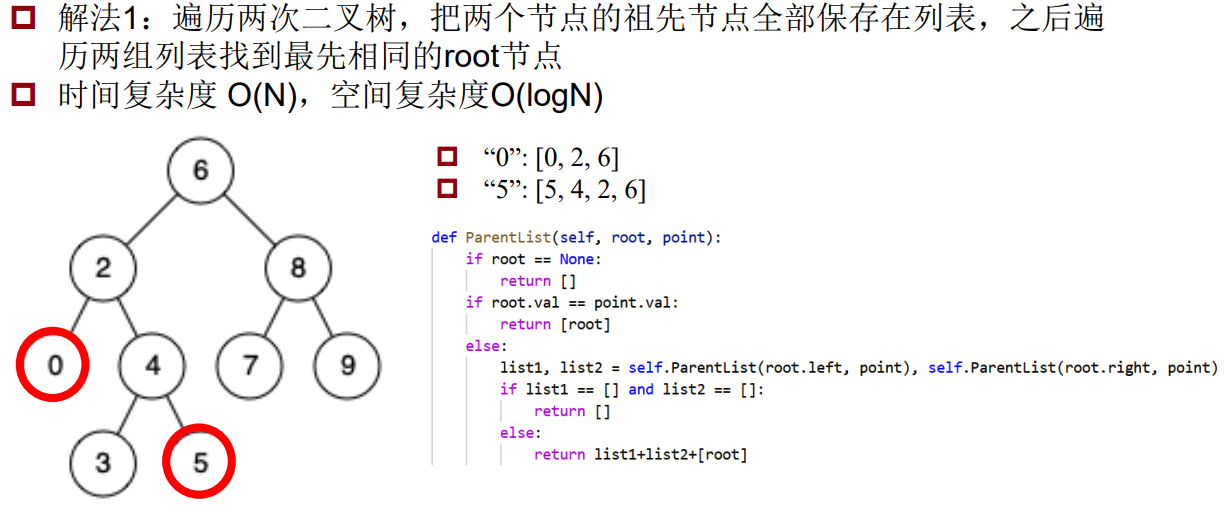 解法1：遍历两次二叉树，把两个节点的祖先节点全部保存在列表，之后遍
历两组列表找到最先相同的root节点
时间复杂度 O(N)，空间复杂度O(logN)
6
2
8
0
4
7
9
3
5
“0”: [0, 2, 6]
“5”: [5, 4, 2, 6]
def ParentList(self, root, point):
    if root == None:
        return []
    if root.val == point.val:
        return [root]
    else:
        list1, list2 = self.ParentList(root.left, point), self.ParentList(root.right, point)
        if list1 == [] and list2 == []:
            return []
        else:
            return list1+list2+[root]